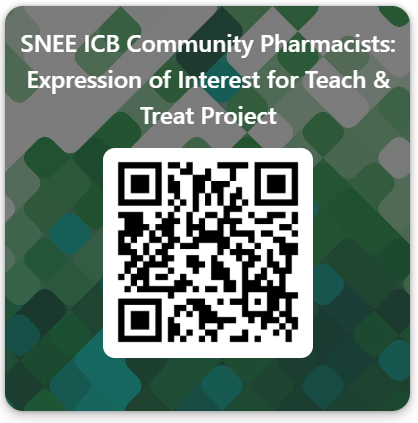 SNEE ICB Community Pharmacists:
Expression of Interest for Teach &
Treat Project